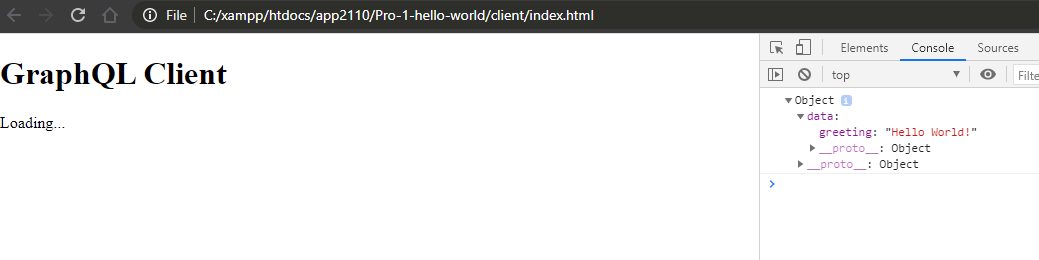 File C:/xampp/htdocs/app2110/Pro-1-hello-world/client/index.html
GraphQL Client
Loading...
Elements Console Sources
top Filte
Object i
data:
greeting: "Hello World!"
__proto__: Object
__proto__: Object